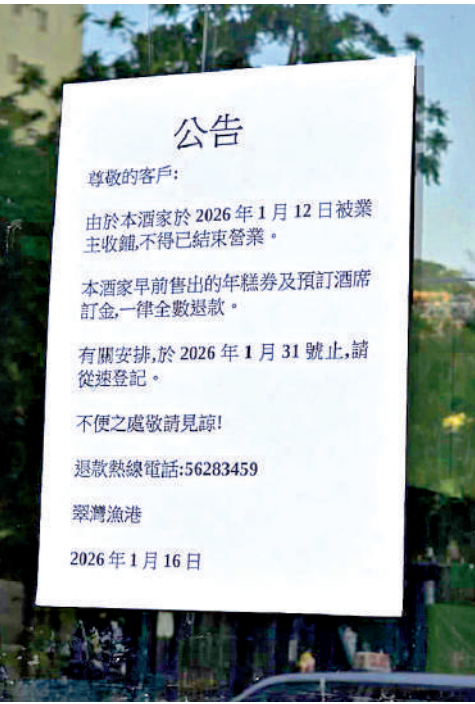 公告
尊敬的客戶:
由於本酒家於 2026 年 1 月 12 日被業
主收鋪,不得已結束營業。
本酒家早前售出的年糕券及預訂酒席
訂金,一律全數退款。
有關安排,於 2026 年 1 月 31 號止,請
從速登記。
不便之處敬請見諒!
退款熱線電話:56283459
翠灣漁港
2026 年 1 月 16 日